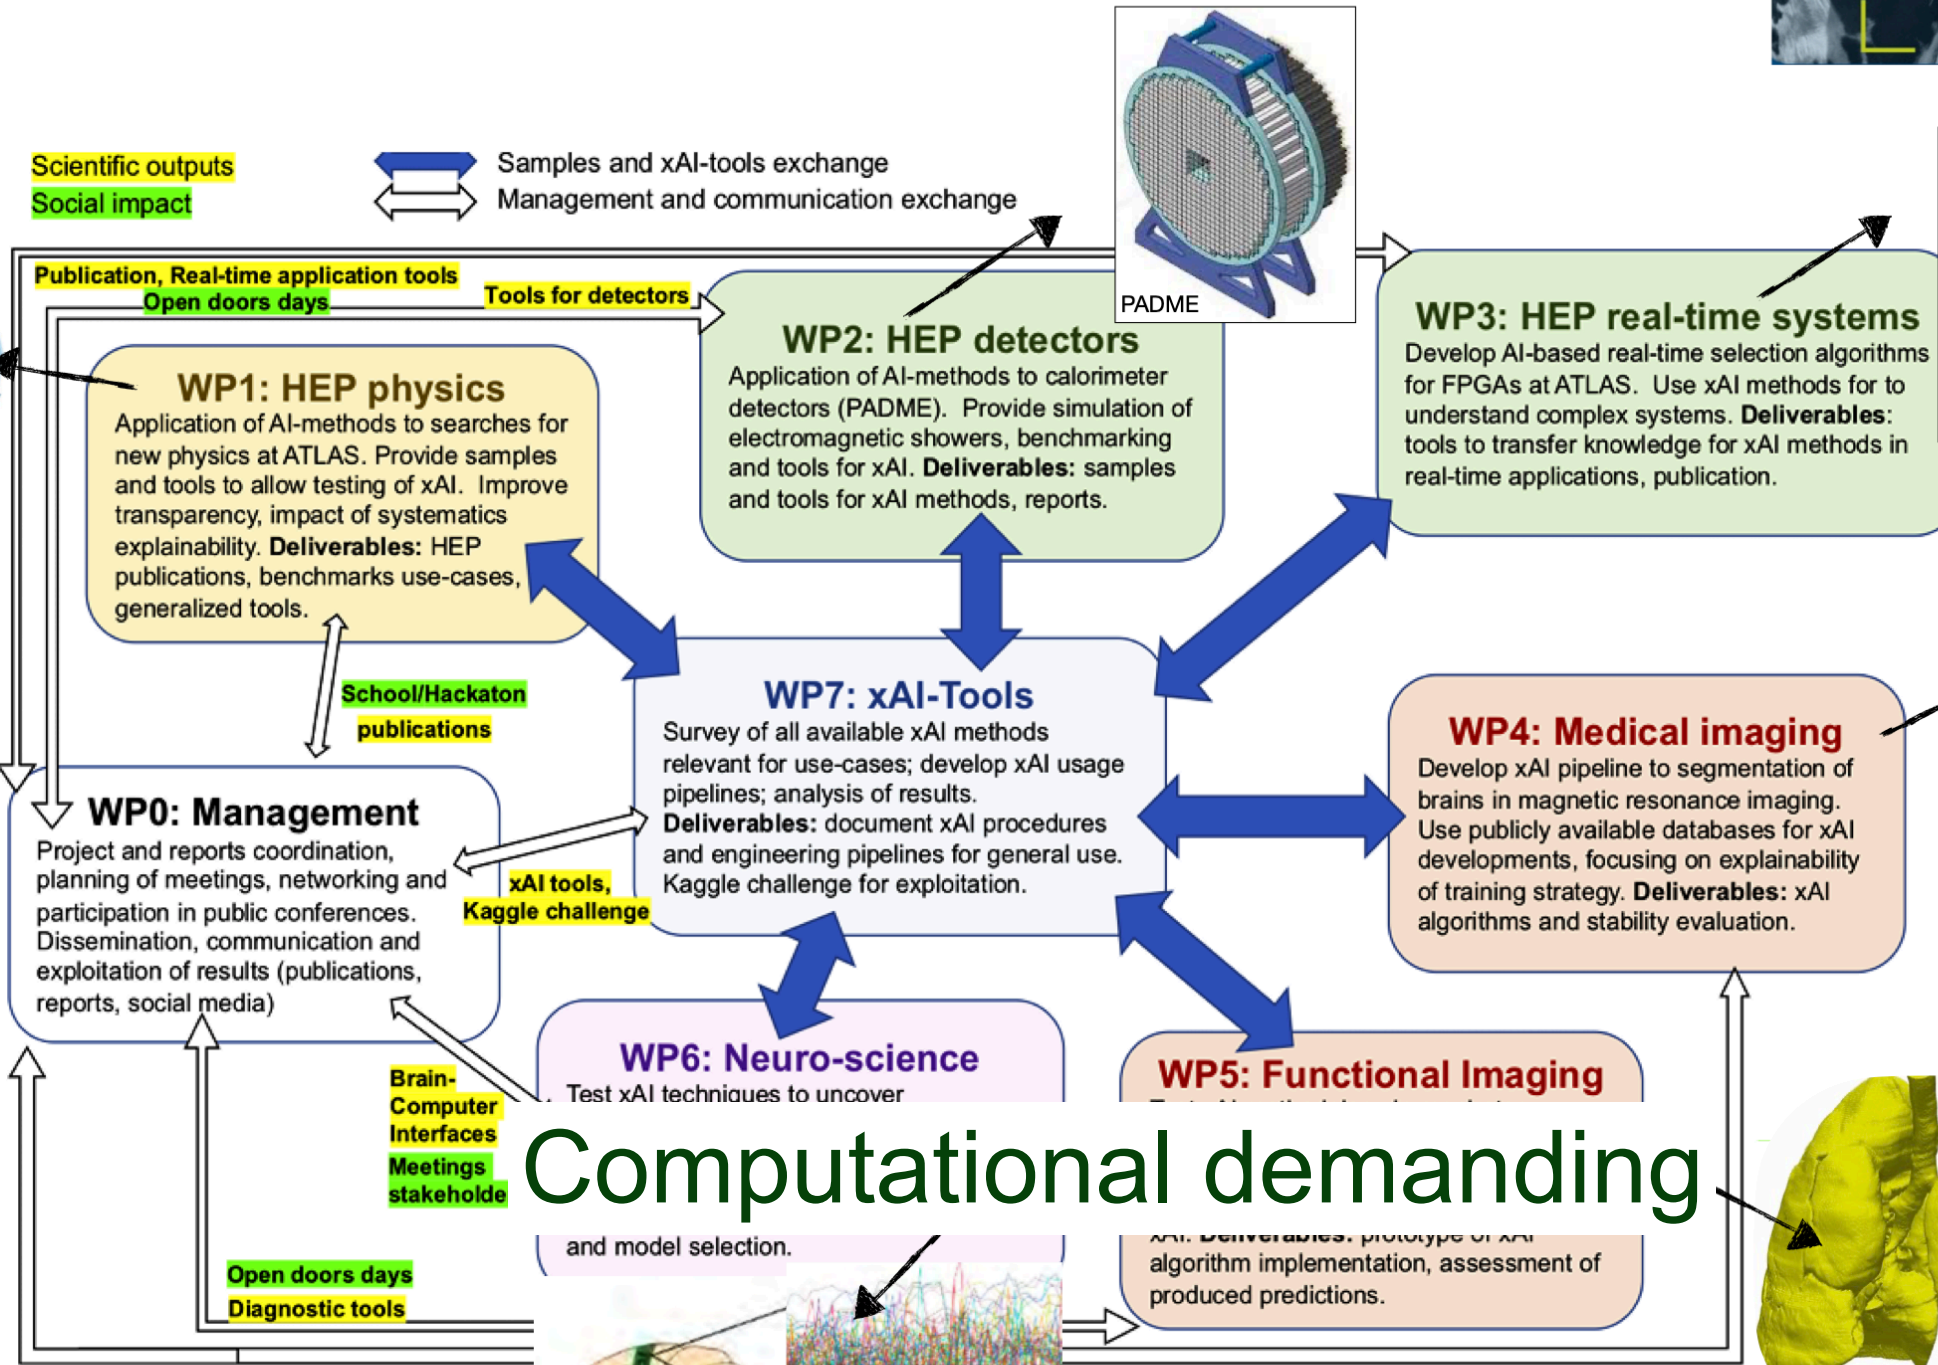 Scientific outputs
Social impact
Samples and xAI-tools exchange
Management and communication exchange
PADME
Publication, Real-time application tools
Open doors days
Tools for detectors
WP1: HEP physics
Application of AI-methods to searches for
new physics at ATLAS. Provide samples
and tools to allow testing of xAI. Improve
transparency, impact of systematics
explainability. Deliverables: HEP
publications, benchmarks use-cases,
generalized tools.
WP2: HEP detectors
Application of AI-methods to calorimeter
detectors (PADME). Provide simulation of
electromagnetic showers, benchmarking
and tools for xAI. Deliverables: samples
and tools for xAI methods, reports.
WP3: HEP real-time systems
Develop AI-based real-time selection algorithms
for FPGAs at ATLAS. Use xAI methods for to
understand complex systems. Deliverables:
tools to transfer knowledge for xAI methods in
real-time applications, publication.
School/Hackaton
publications
WP7: xAI-Tools
Survey of all available xAI methods
relevant for use-cases; develop xAI usage
pipelines; analysis of results.
Deliverables: document xAI procedures
and engineering pipelines for general use.
Kaggle challenge for exploitation.
WP4: Medical imaging
Develop xAI pipeline to segmentation of
brains in magnetic resonance imaging.
Use publicly available databases for xAI
developments, focusing on explainability
of training strategy. Deliverables: xAI
algorithms and stability evaluation.
WP0: Management
Project and reports coordination,
planning of meetings, networking and
participation in public conferences.
Dissemination, communication and
exploitation of results (publications,
reports, social media)
xAI tools,
Kaggle challenge
WP6: Neuro-science
Test xAI techniques to uncover
WP5: Functional Imaging
Brain-
Computer
Interfaces
Meetings
stakeholde
Computational demanding
and model selection.
xAI. Deliverables: prototype of xAI
algorithm implementation, assessment of
produced predictions.
Open doors days
Diagnostic tools